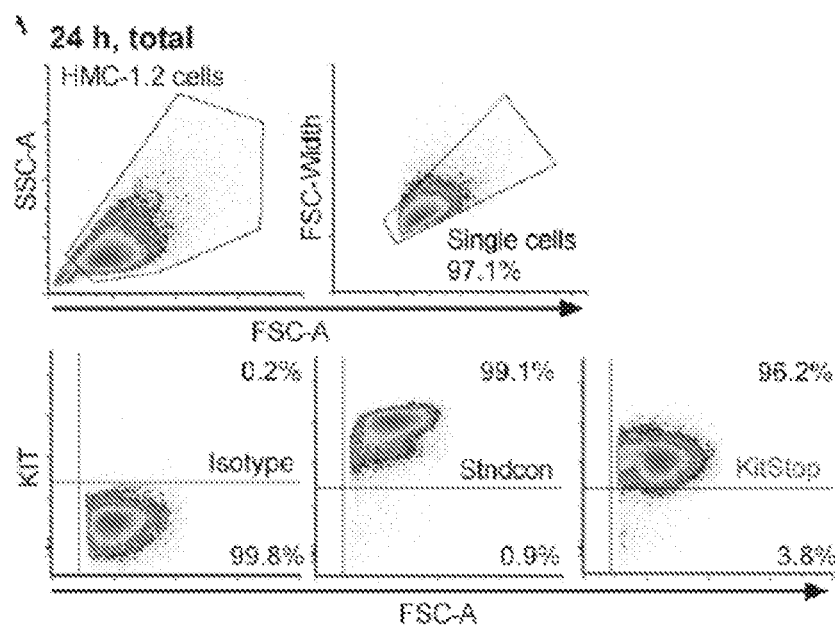 24 h, total
HMC-1.2 cells
SSC-A
FSC-Width
Single cells
97.1%
FSC-A
KIT
0.2%
Isotype
99.8%
99.1%
Stndcon
0.9%
96.2%
KitStop
3.8%
FSC-A